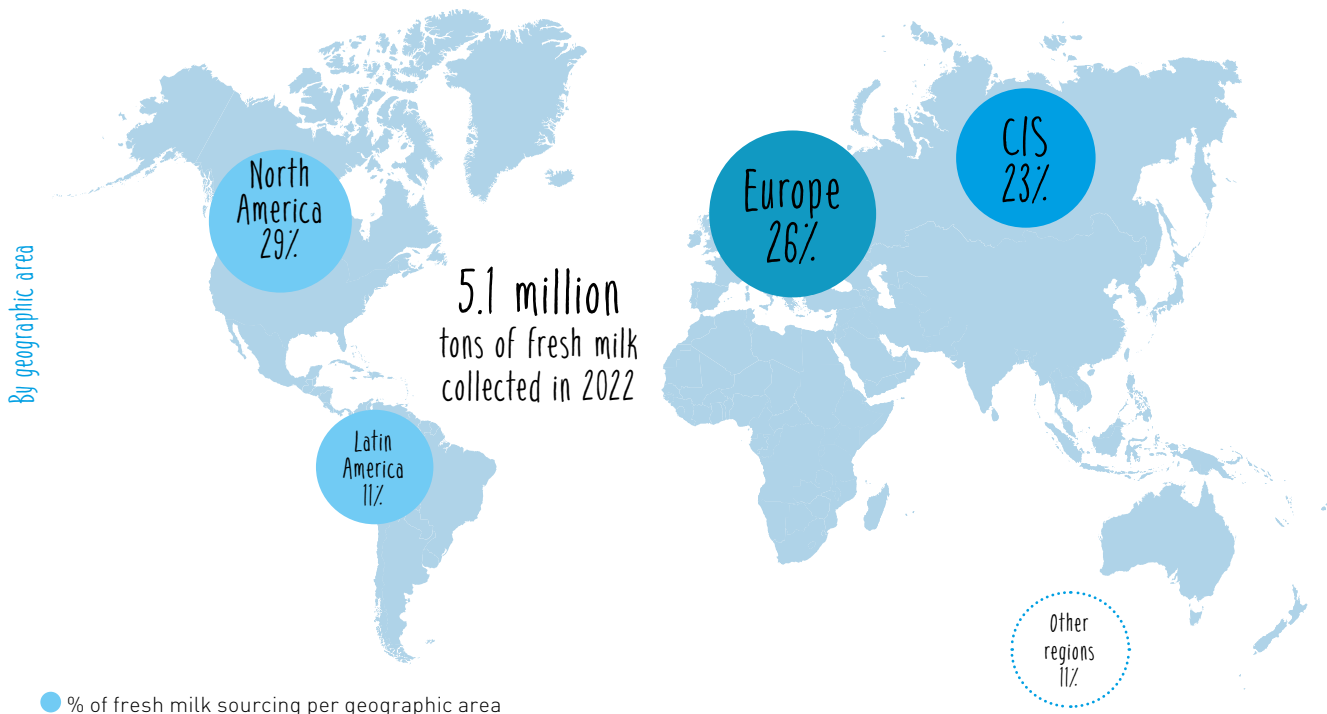 By geographic area
North
America
29%
Europe
26%
CIS
23%
5.1 million
tons of fresh milk
collected in 2022
Latin
America
11%
Other
regions
11%
% of fresh milk sourcing per geographic area